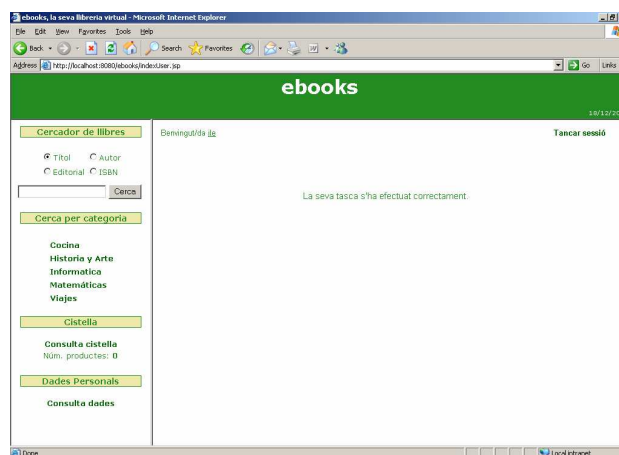 ebooks, la seva llibreria virtual - Microsoft Internet Explorer
File Edit View Favorites Tools Help
Back Search Favorites
Address http://localhost:8080/ebooks/indexUser.jsp Go Links
ebooks
18/12/20
Cercador de llibres
Benvingut/da ile Tancar sessió
Títol Autor
Editorial ISBN
Cerca
La seva tasca s'ha efectuat correctament.
Cerca per categoria
Cocina
Historia y Arte
Informatica
Matemáticas
Viajes
Cistella
Consulta cistella
Núm. productes: 0
Dades Personals
Consulta dades
Done Local intranet